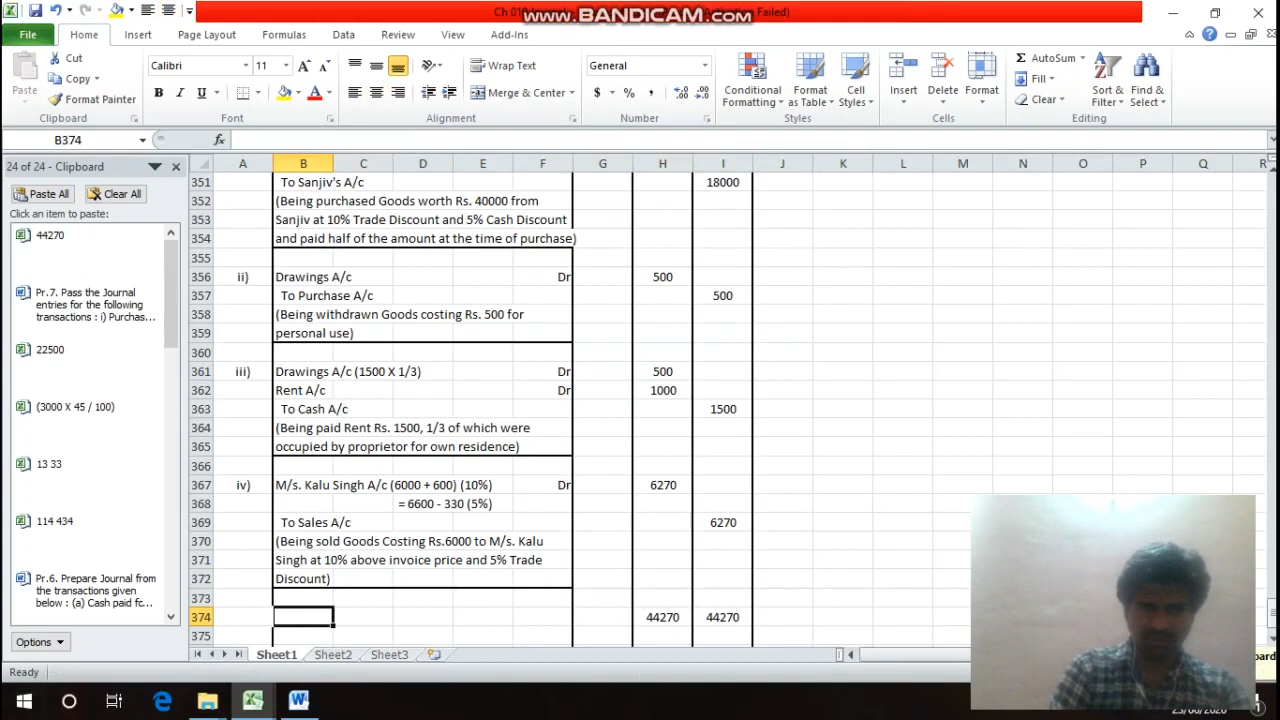 Ch 01
www.BANDICAM.com
Failed)
File Home Insert Page Layout Formulas Data Review View Add-Ins
Paste
Cut
Copy
Format Painter
Calibri 11
Wrap Text
Merge & Center
General
Conditional Formatting
Format as Table
Cell Styles
Insert
Delete
Format
AutoSum
Fill
Clear
Sort & Filter
Find & Select
Clipboard Font Alignment Number Styles Cells Editing
B374 fx
24 of 24 - Clipboard
Paste All Clear All
Click an item to paste:
44270
Pr.7. Pass the Journal
entries for the following
transactions : i) Purchas...
22500
(3000 X 45 / 100)
13 33
114 434
Pr.6. Prepare Journal from
the transactions given
below : (a) Cash paid fc...
Options
A B C D E F G H I J K L M N O P Q R
351 To Sanjiv's A/c 18000
352 (Being purchased Goods worth Rs. 40000 from
353 Sanjiv at 10% Trade Discount and 5% Cash Discount
354 and paid half of the amount at the time of purchase)
355
356 ii) Drawings A/c Dr 500
357 To Purchase A/c 500
358 (Being withdrawn Goods costing Rs. 500 for
359 personal use)
360
361 iii) Drawings A/c (1500 X 1/3) Dr 500
362 Rent A/c Dr 1000
363 To Cash A/c 1500
364 (Being paid Rent Rs. 1500, 1/3 of which were
365 occupied by proprietor for own residence)
366
367 iv) M/s. Kalu Singh A/c (6000 + 600) (10%) Dr 6270
368 = 6600 - 330 (5%)
369 To Sales A/c 6270
370 (Being sold Goods Costing Rs.6000 to M/s. Kalu
371 Singh at 10% above invoice price and 5% Trade
372 Discount)
373
374 44270 44270
375
Sheet1 Sheet2 Sheet3
Ready